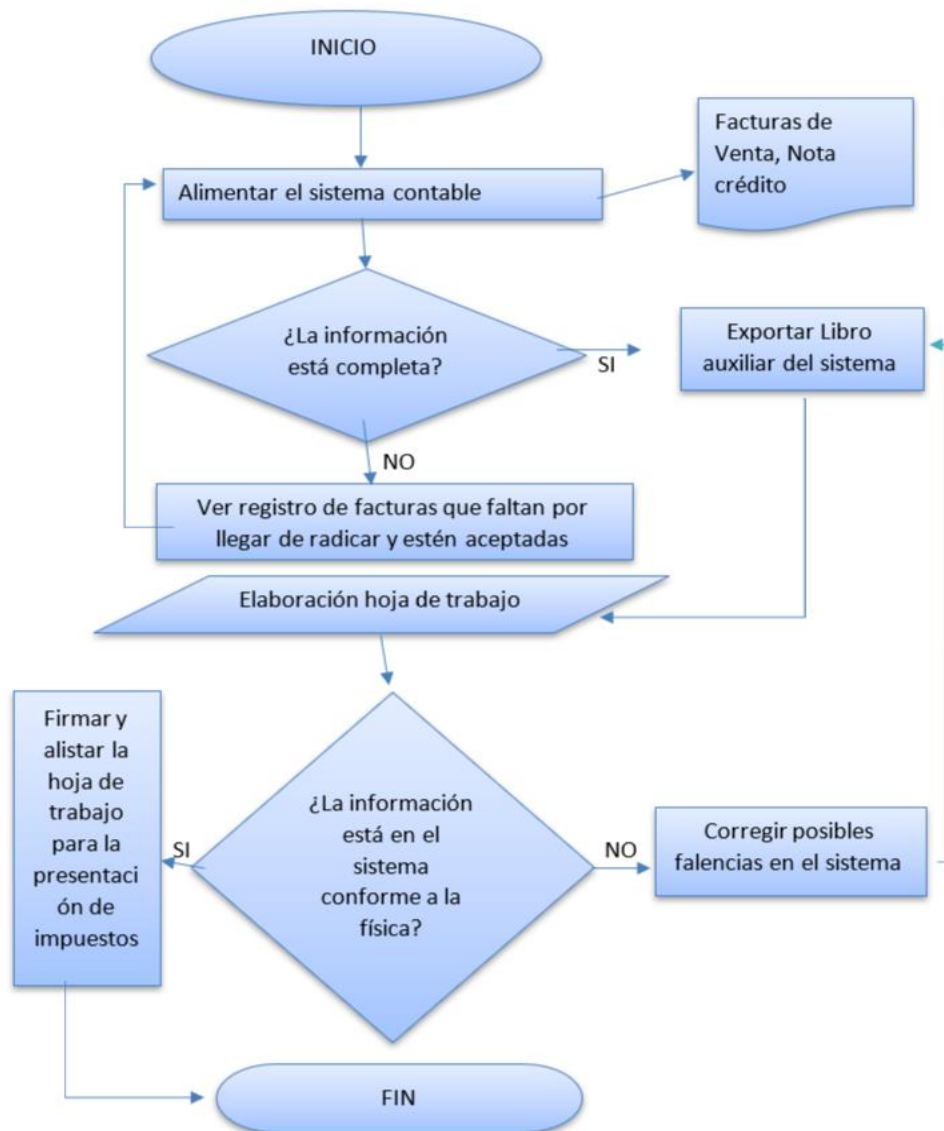 INICIO
Facturas de
Venta, Nota
crédito
Alimentar el sistema contable
¿La información
está completa?
SI
Exportar Libro
auxiliar del sistema
NO
Ver registro de facturas que faltan por
llegar de radicar y estén aceptadas
Elaboración hoja de trabajo
Firmar y
alistar la
hoja de
trabajo
para la
presentaci
ón de
impuestos
SI
¿La información
está en el
sistema
conforme a la
física?
NO
Corregir posibles
falencias en el sistema
FIN